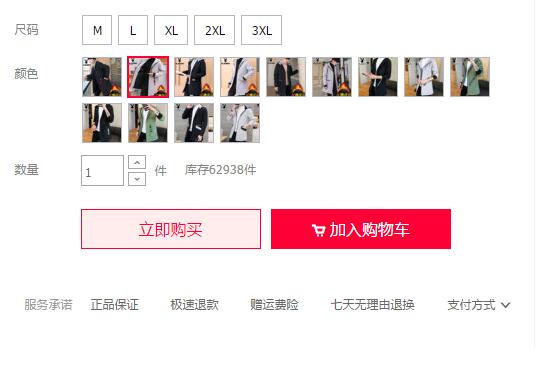 尺码 M L XL 2XL 3XL
颜色
数量 1 件 库存62938件
立即购买 加入购物车
服务承诺 正品保证 极速退款 赠运费险 七天无理由退换 支付方式